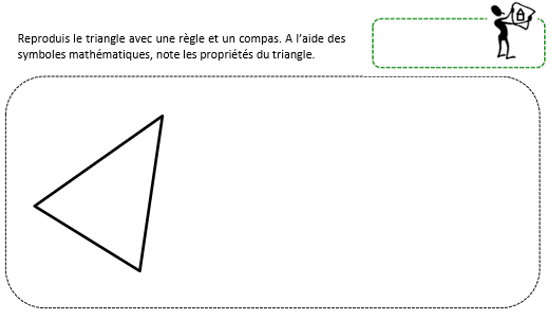 Reproduis le triangle avec une règle et un compas. A l’aide des
symboles mathématiques, note les propriétés du triangle.